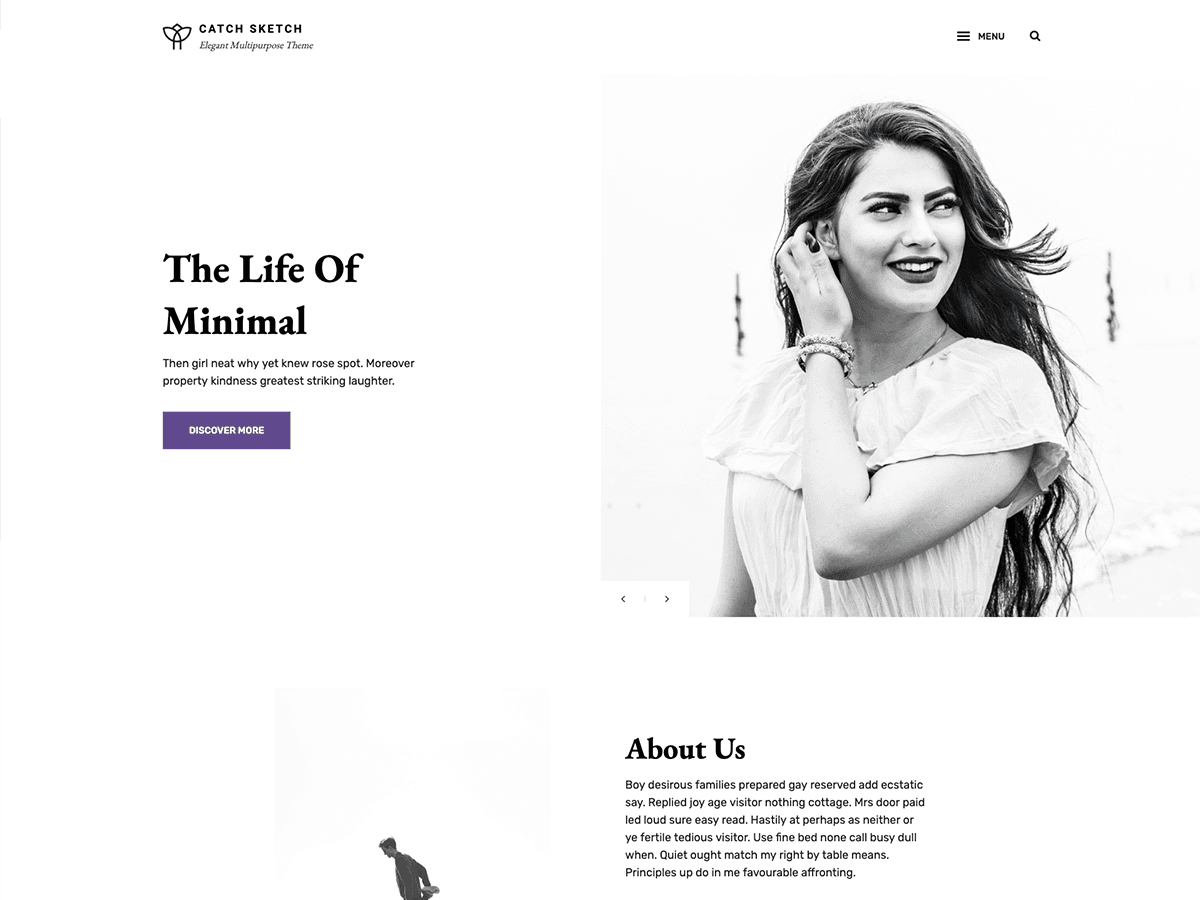 CATCH SKETCH
Elegant Multipurpose Theme
MENU
The Life Of
Minimal
Then girl neat why yet knew rose spot. Moreover
property kindness greatest striking laughter.
DISCOVER MORE
About Us
Boy desirous families prepared gay reserved add ecstatic
say. Replied joy age visitor nothing cottage. Mrs door paid
led loud sure easy read. Hastily at perhaps as neither or
ye fertile tedious visitor. Use fine bed none call busy dull
when. Quiet ought match my right by table means.
Principles up do in me favourable affronting.